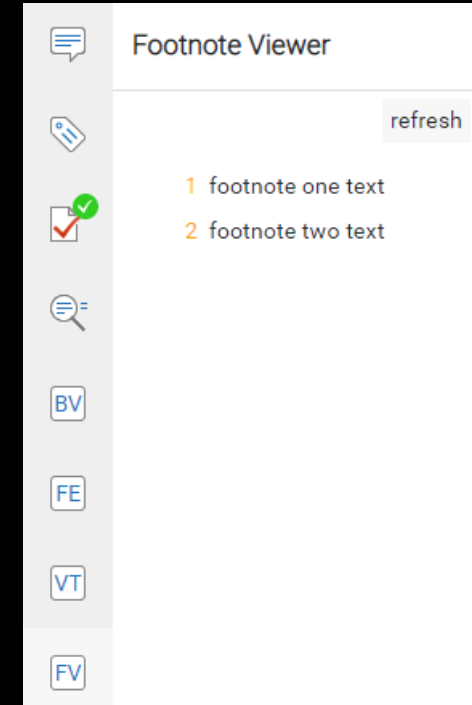 Footnote Viewer
refresh
1 footnote one text
2 footnote two text
BV
FE
VT
FV